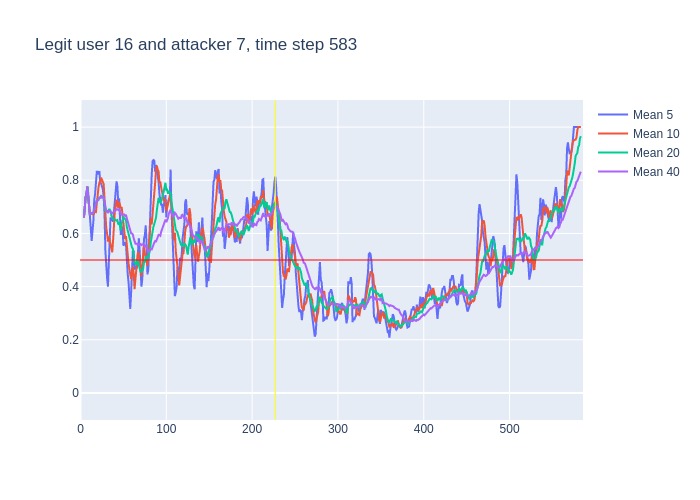 Legit user 16 and attacker 7, time step 583
Mean 5
Mean 10
Mean 20
Mean 40
1
0.8
0.6
0.4
0.2
0
0 100 200 300 400 500